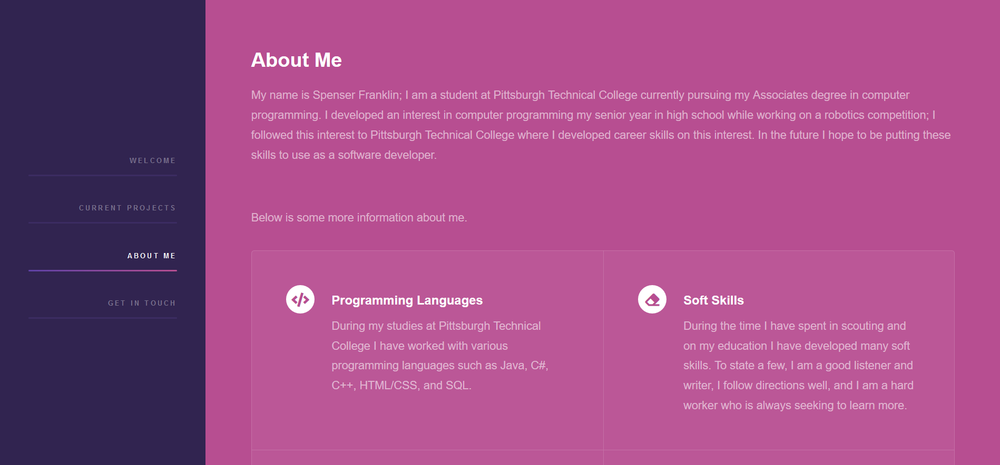 WELCOME
CURRENT PROJECTS
ABOUT ME
GET IN TOUCH
About Me
My name is Spenser Franklin; I am a student at Pittsburgh Technical College currently pursuing my Associates degree in computer
programming. I developed an interest in computer programming my senior year in high school while working on a robotics competition; I
followed this interest to Pittsburgh Technical College where I developed career skills on this interest. In the future I hope to be putting these
skills to use as a software developer.
Below is some more information about me.
Programming Languages
During my studies at Pittsburgh Technical
College I have worked with various
programming languages such as Java, C#,
C++, HTML/CSS, and SQL.
Soft Skills
During the time I have spent in scouting and
on my education I have developed many soft
skills. To state a few, I am a good listener and
writer, I follow directions well, and I am a hard
worker who is always seeking to learn more.